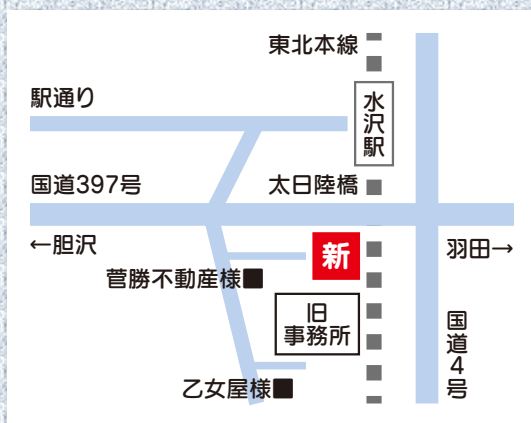 東北本線
駅通り
水沢駅
国道397号
太日陸橋
←胆沢
新
羽田→
菅勝不動産様■
旧
事務所
国道4号
乙女屋様■